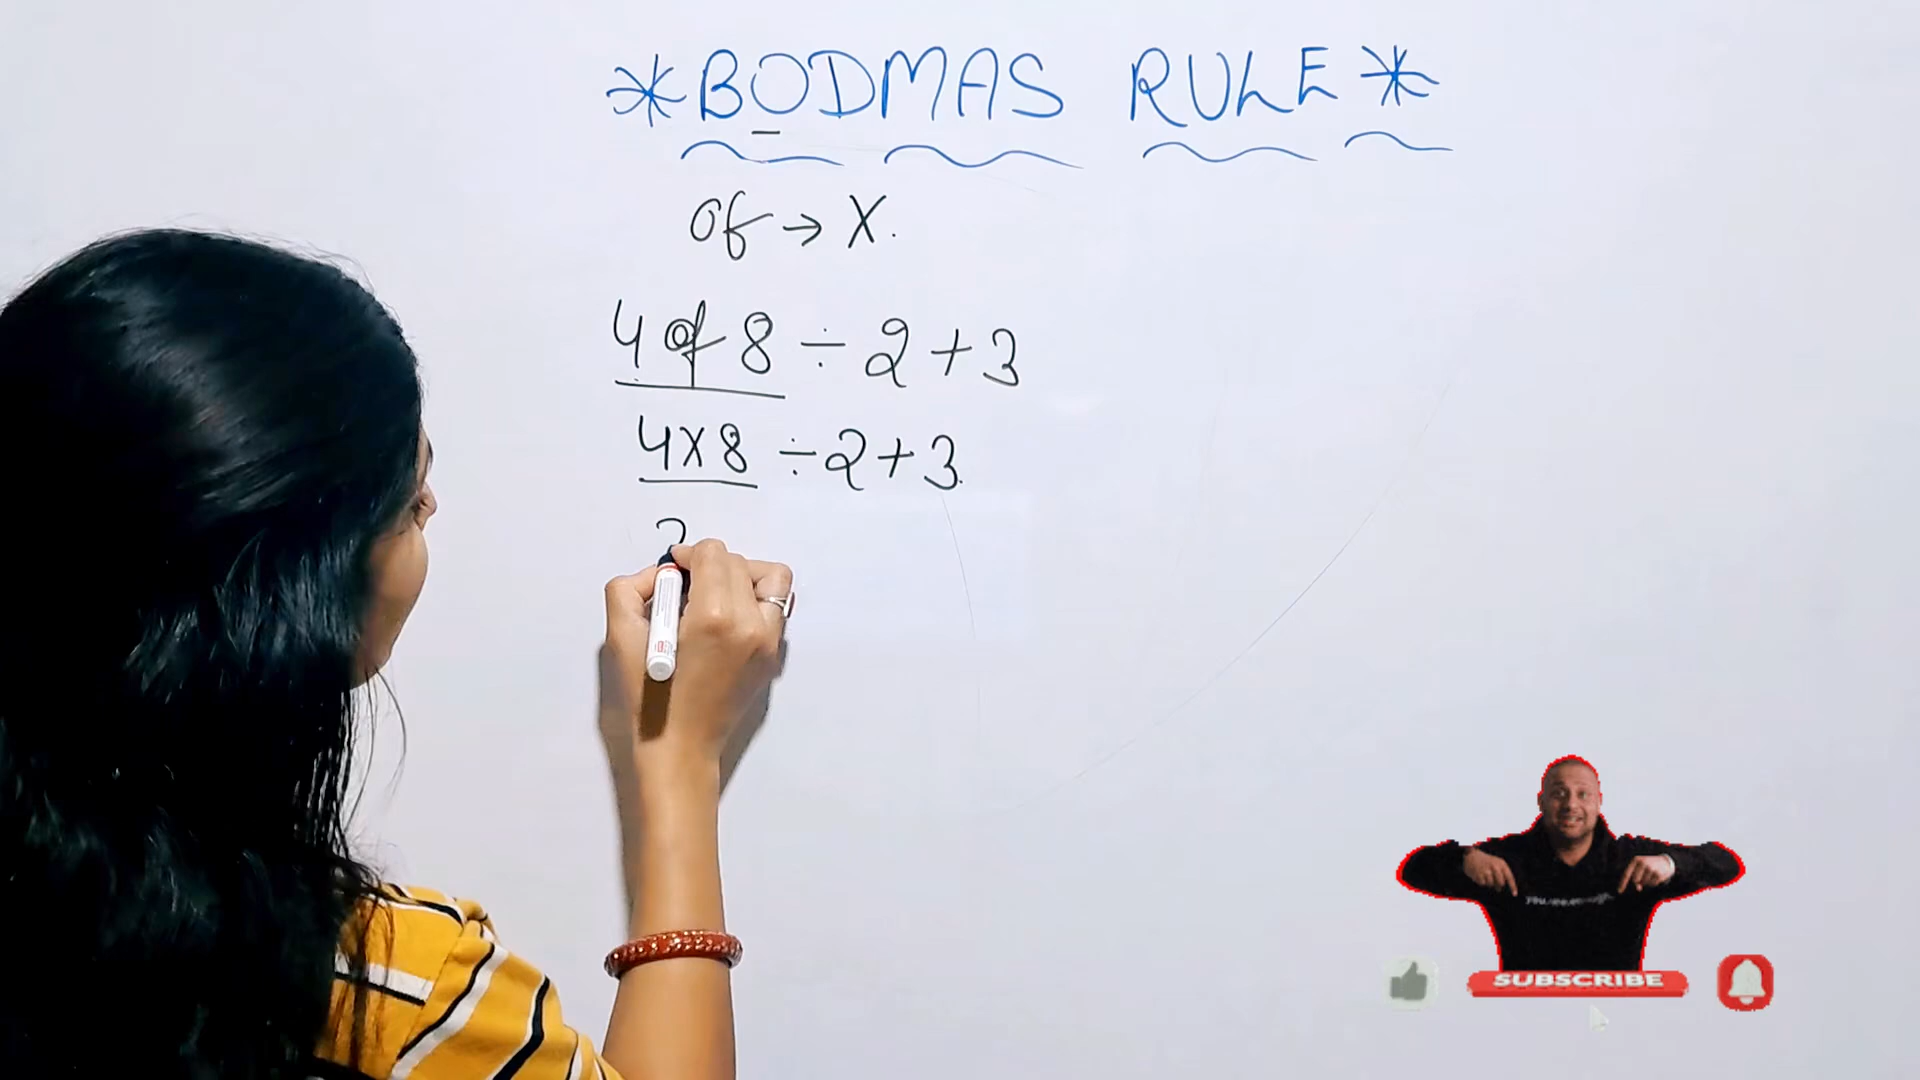 *BODMAS RULE*
of → X.
4 of 8 ÷ 2 + 3
4x8 ÷ 2 + 3.
SUBSCRIBE